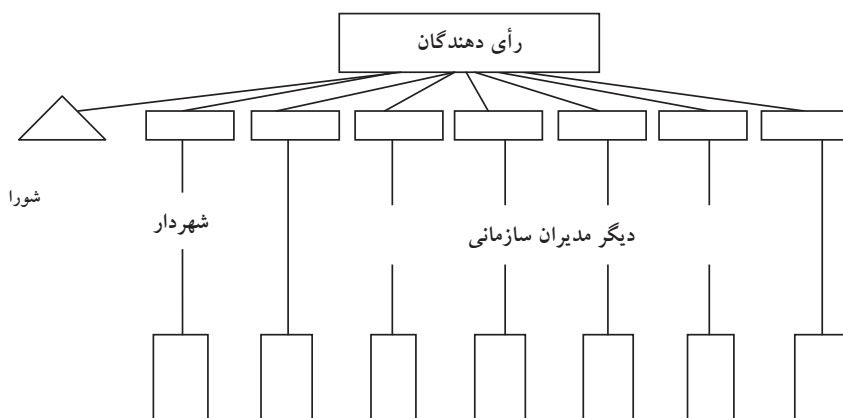 رأی دهندگان
شورا
شهردار
دیگر مدیران سازمانی